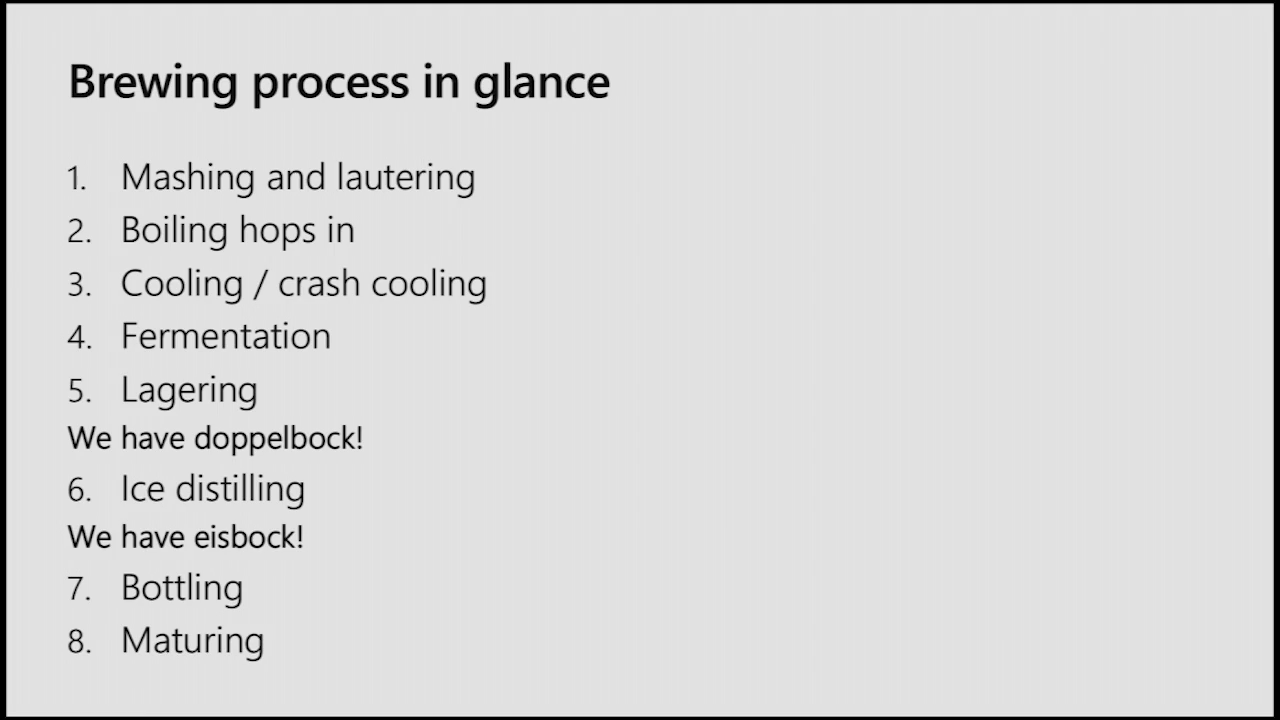 Brewing process in glance
1. Mashing and lautering
2. Boiling hops in
3. Cooling / crash cooling
4. Fermentation
5. Lagering
We have doppelbock!
6. Ice distilling
We have eisbock!
7. Bottling
8. Maturing